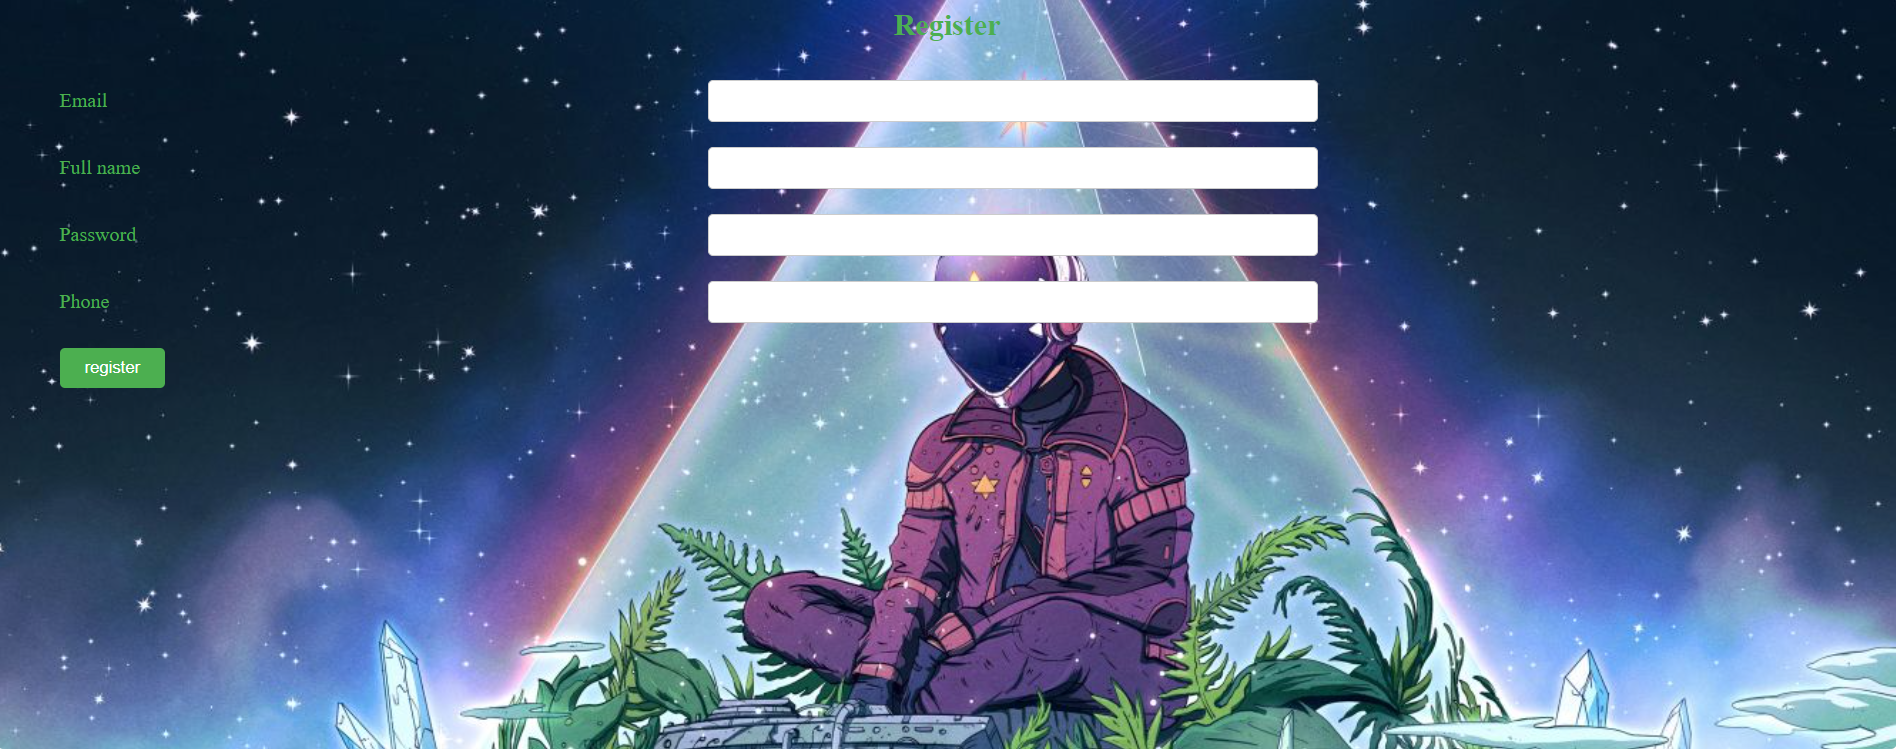 Register
Email
Full name
Password
Phone
register